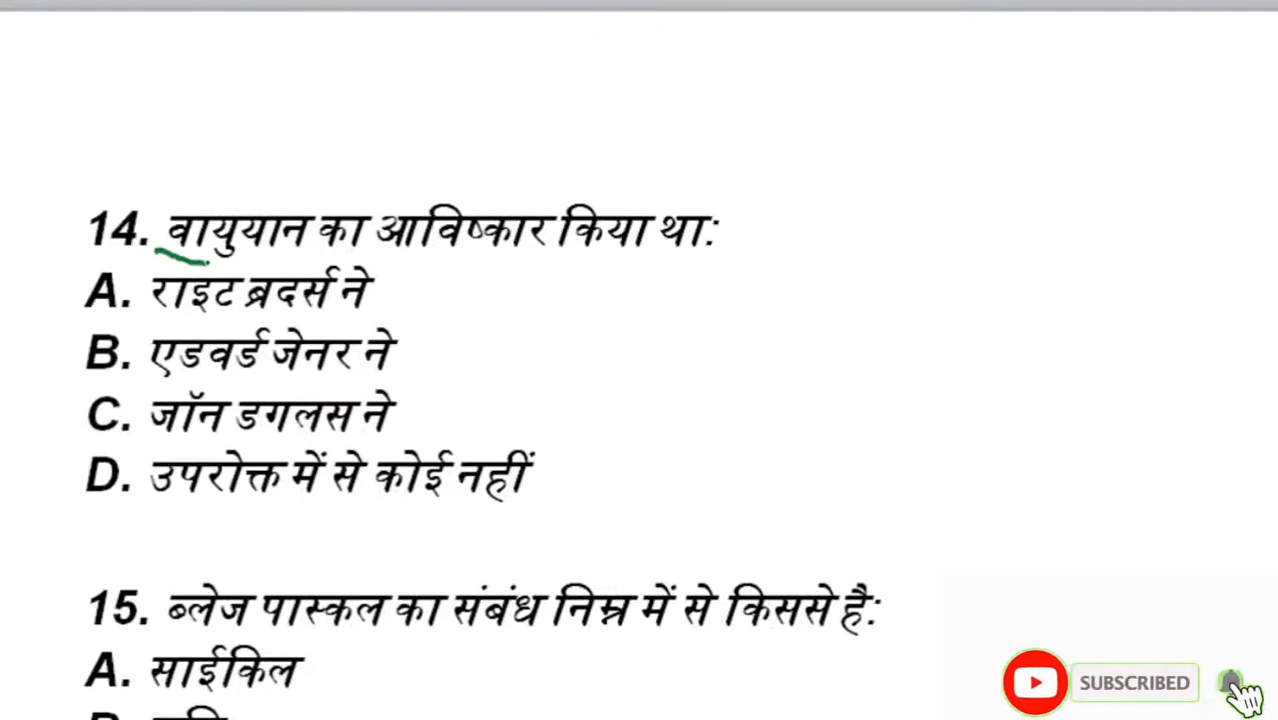 14. वायुयान का आविष्कार किया था:
A. राइट ब्रदर्स ने
B. एडवर्ड जेनर ने
C. जॉन डगलस ने
D. उपरोक्त में से कोई नहीं
15. ब्लेज पास्कल का संबंध निम्न में से किससे है:
A. साईकिल
SUBSCRIBED